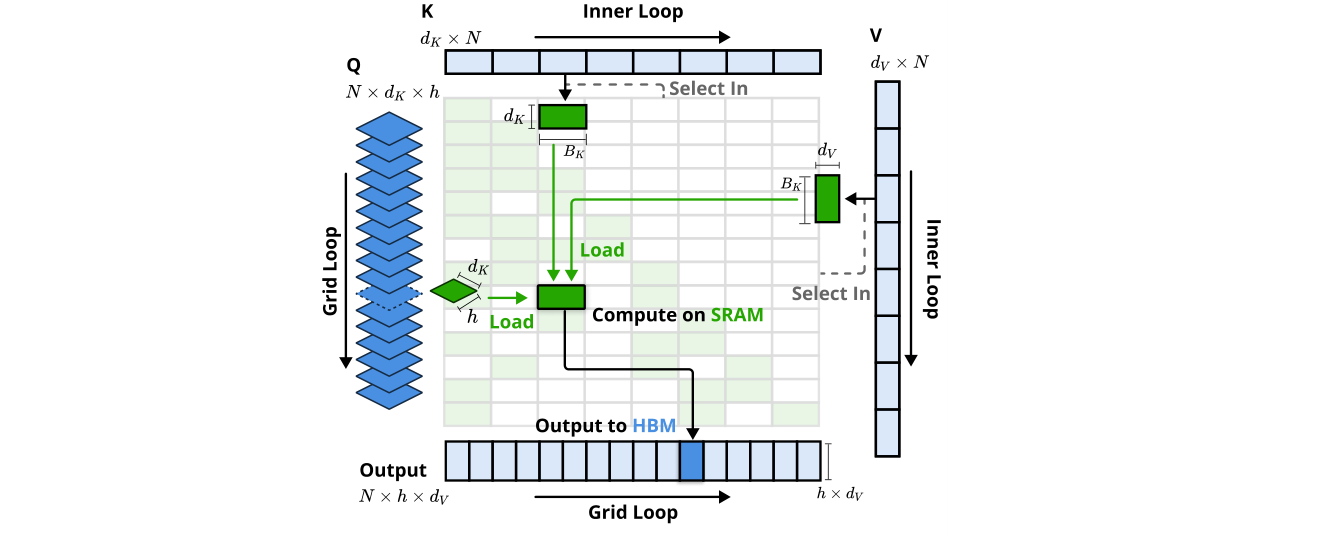 K
Inner Loop
d_K × N
V
d_V × N
Q
N × d_K × h
Select In
d_K
B_K
d_V
B_K
Grid Loop
Inner Loop
Load
d_K
h
Load
Select In
Compute on SRAM
Output to HBM
Output
N × h × d_V
h × d_V
Grid Loop